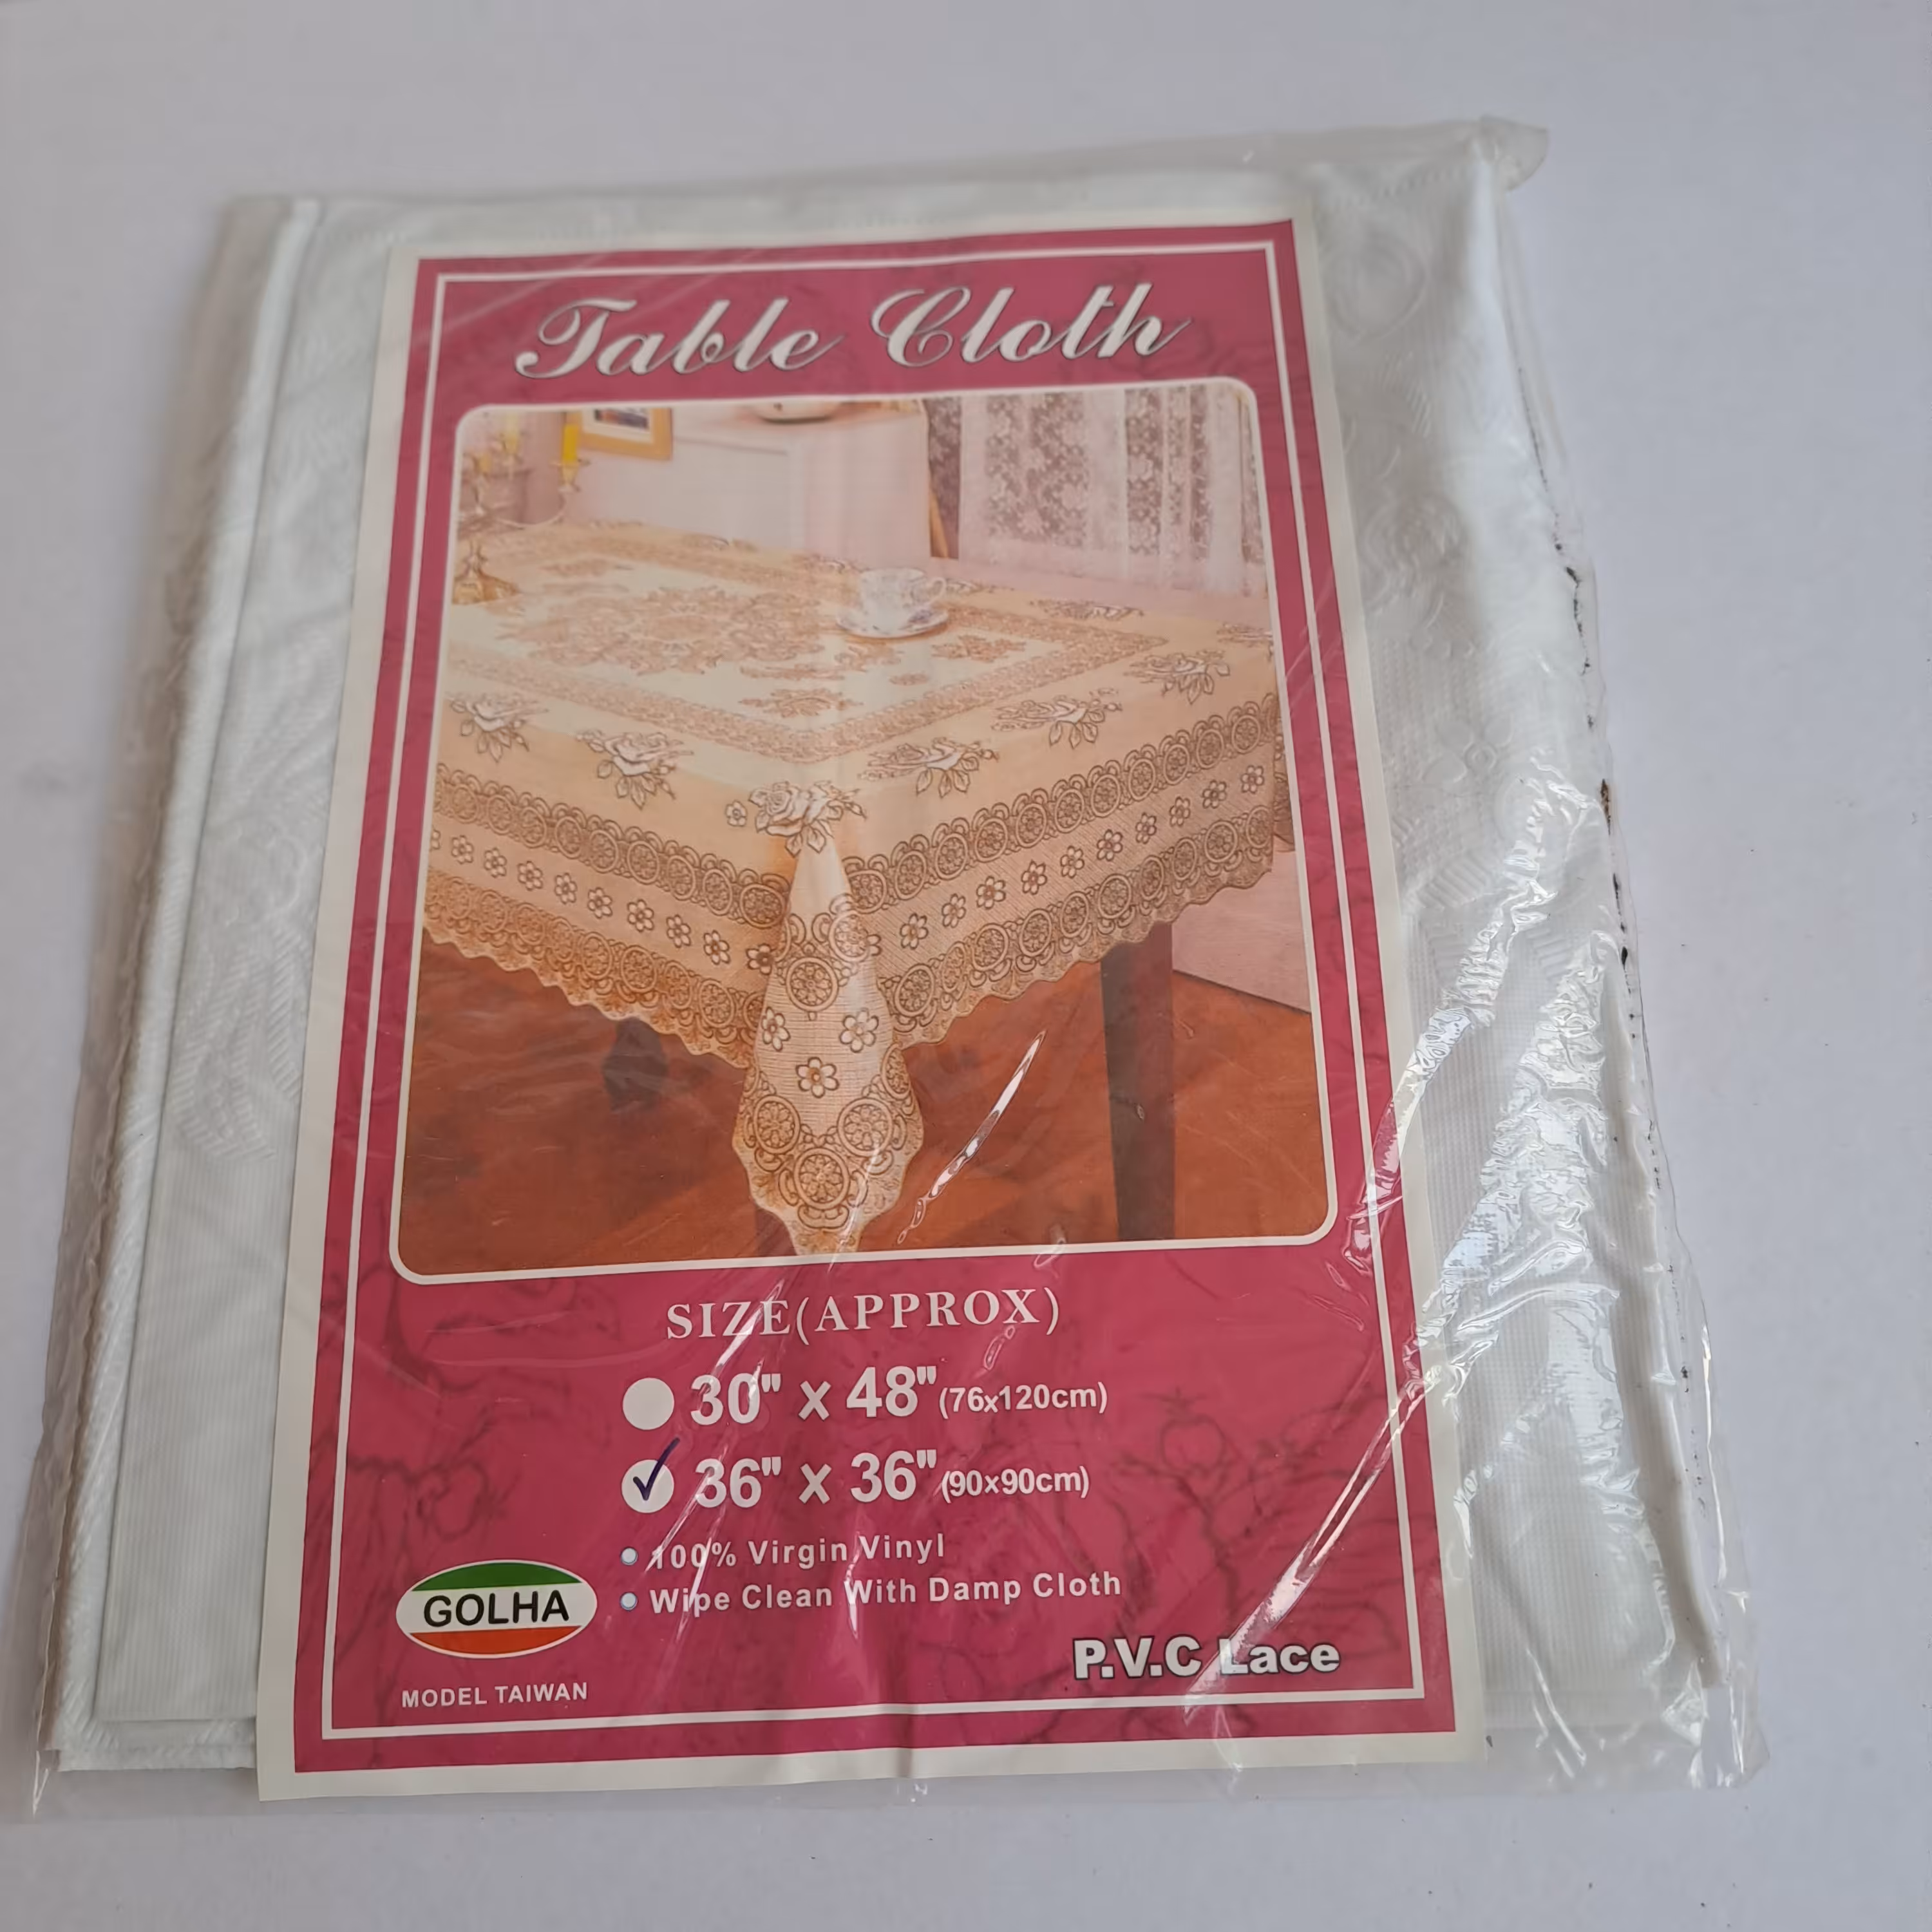 Table Cloth
SIZE(APPROX)
30" x 48" (76x120cm)
36" x 36" (90x90cm)
100% Virgin Vinyl
Wipe Clean With Damp Cloth
GOLHA
MODEL TAIWAN
P.V.C Lace